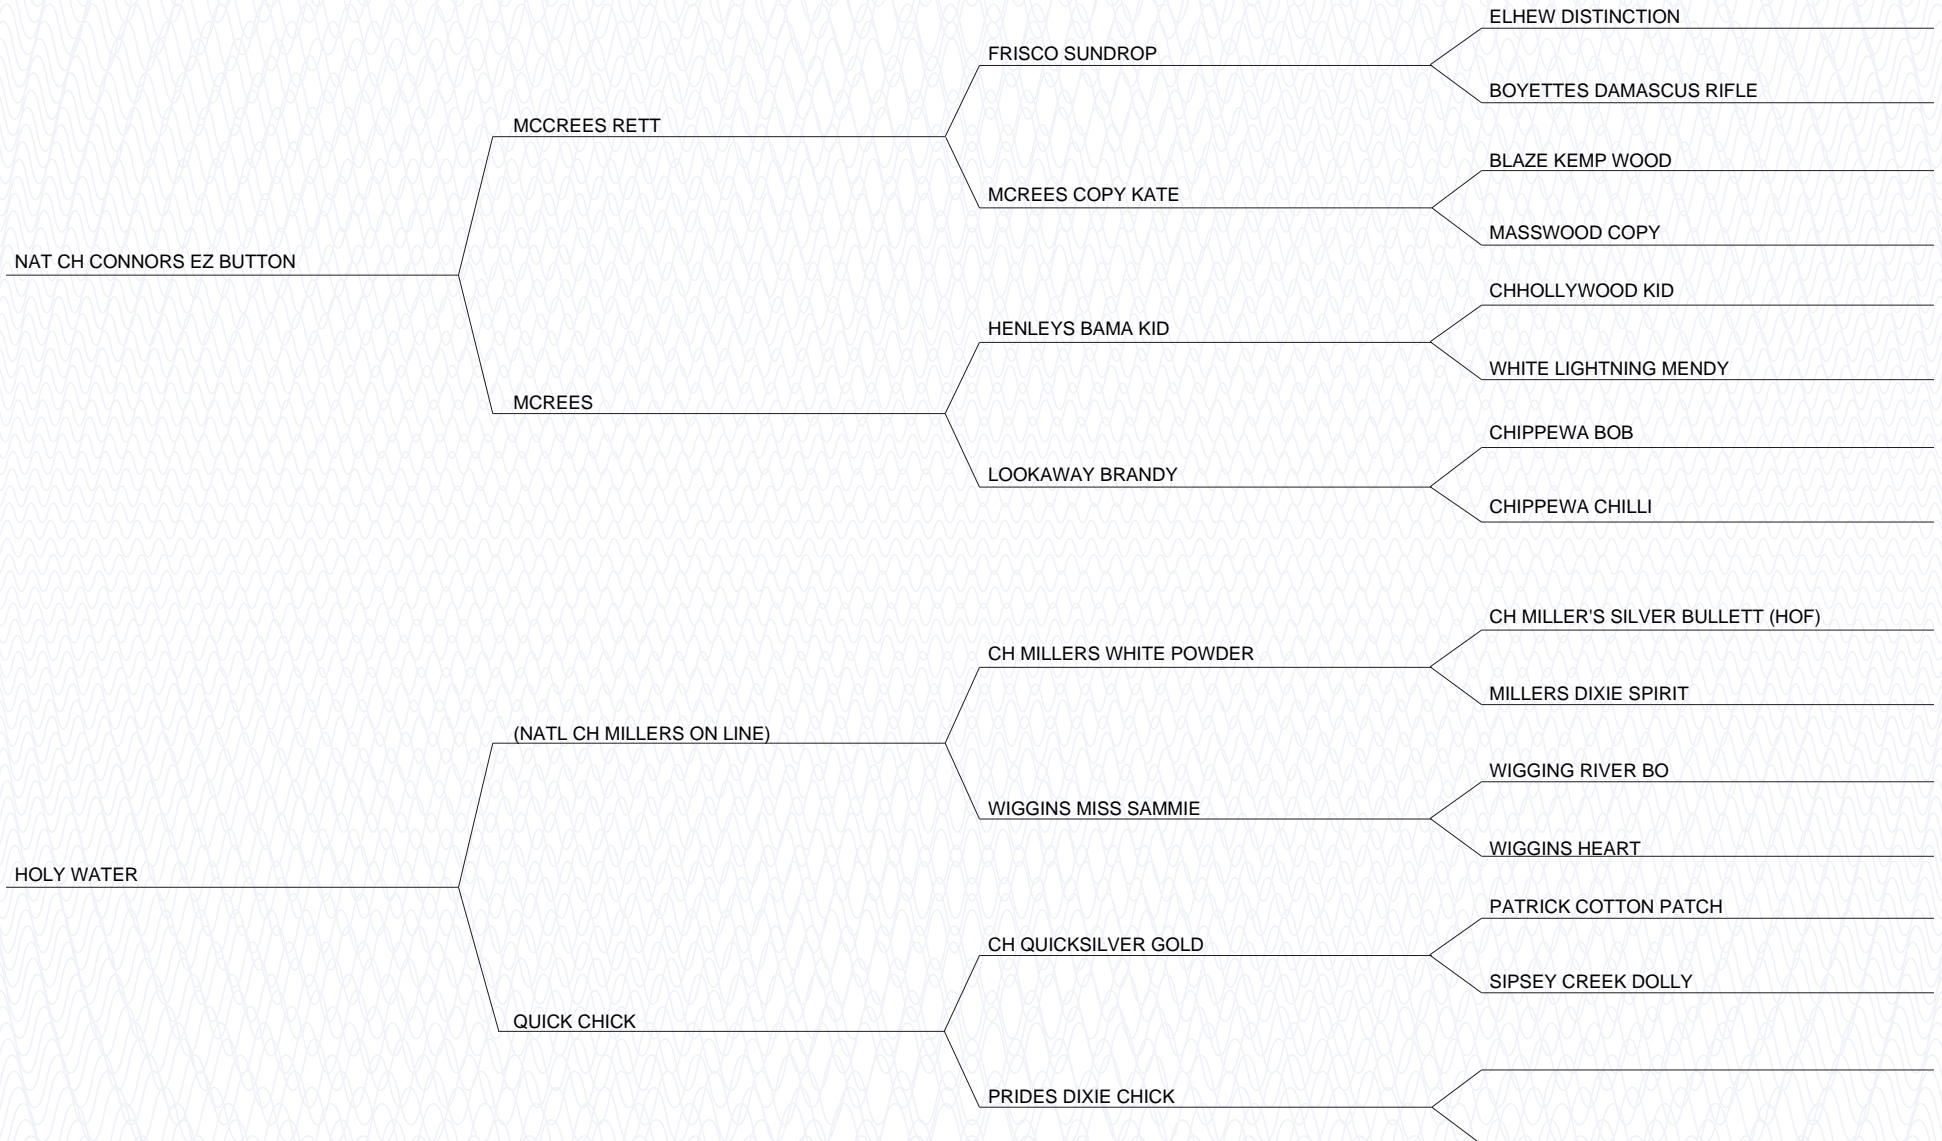 ELHEW DISTINCTION
FRISCO SUNDROP
BOYETTES DAMASCUS RIFLE
MCCREES RETT
BLAZE KEMP WOOD
MCREES COPY KATE
MASSWOOD COPY
NAT CH CONNORS EZ BUTTON
CHHOLLYWOOD KID
HENLEYS BAMA KID
WHITE LIGHTNING MENDY
MCREES
CHIPPEWA BOB
LOOKAWAY BRANDY
CHIPPEWA CHILLI
CH MILLER'S SILVER BULLETT (HOF)
CH MILLERS WHITE POWDER
MILLERS DIXIE SPIRIT
(NATL CH MILLERS ON LINE)
WIGGING RIVER BO
WIGGINS MISS SAMMIE
WIGGINS HEART
HOLY WATER
PATRICK COTTON PATCH
CH QUICKSILVER GOLD
SIPSEY CREEK DOLLY
QUICK CHICK
PRIDES DIXIE CHICK